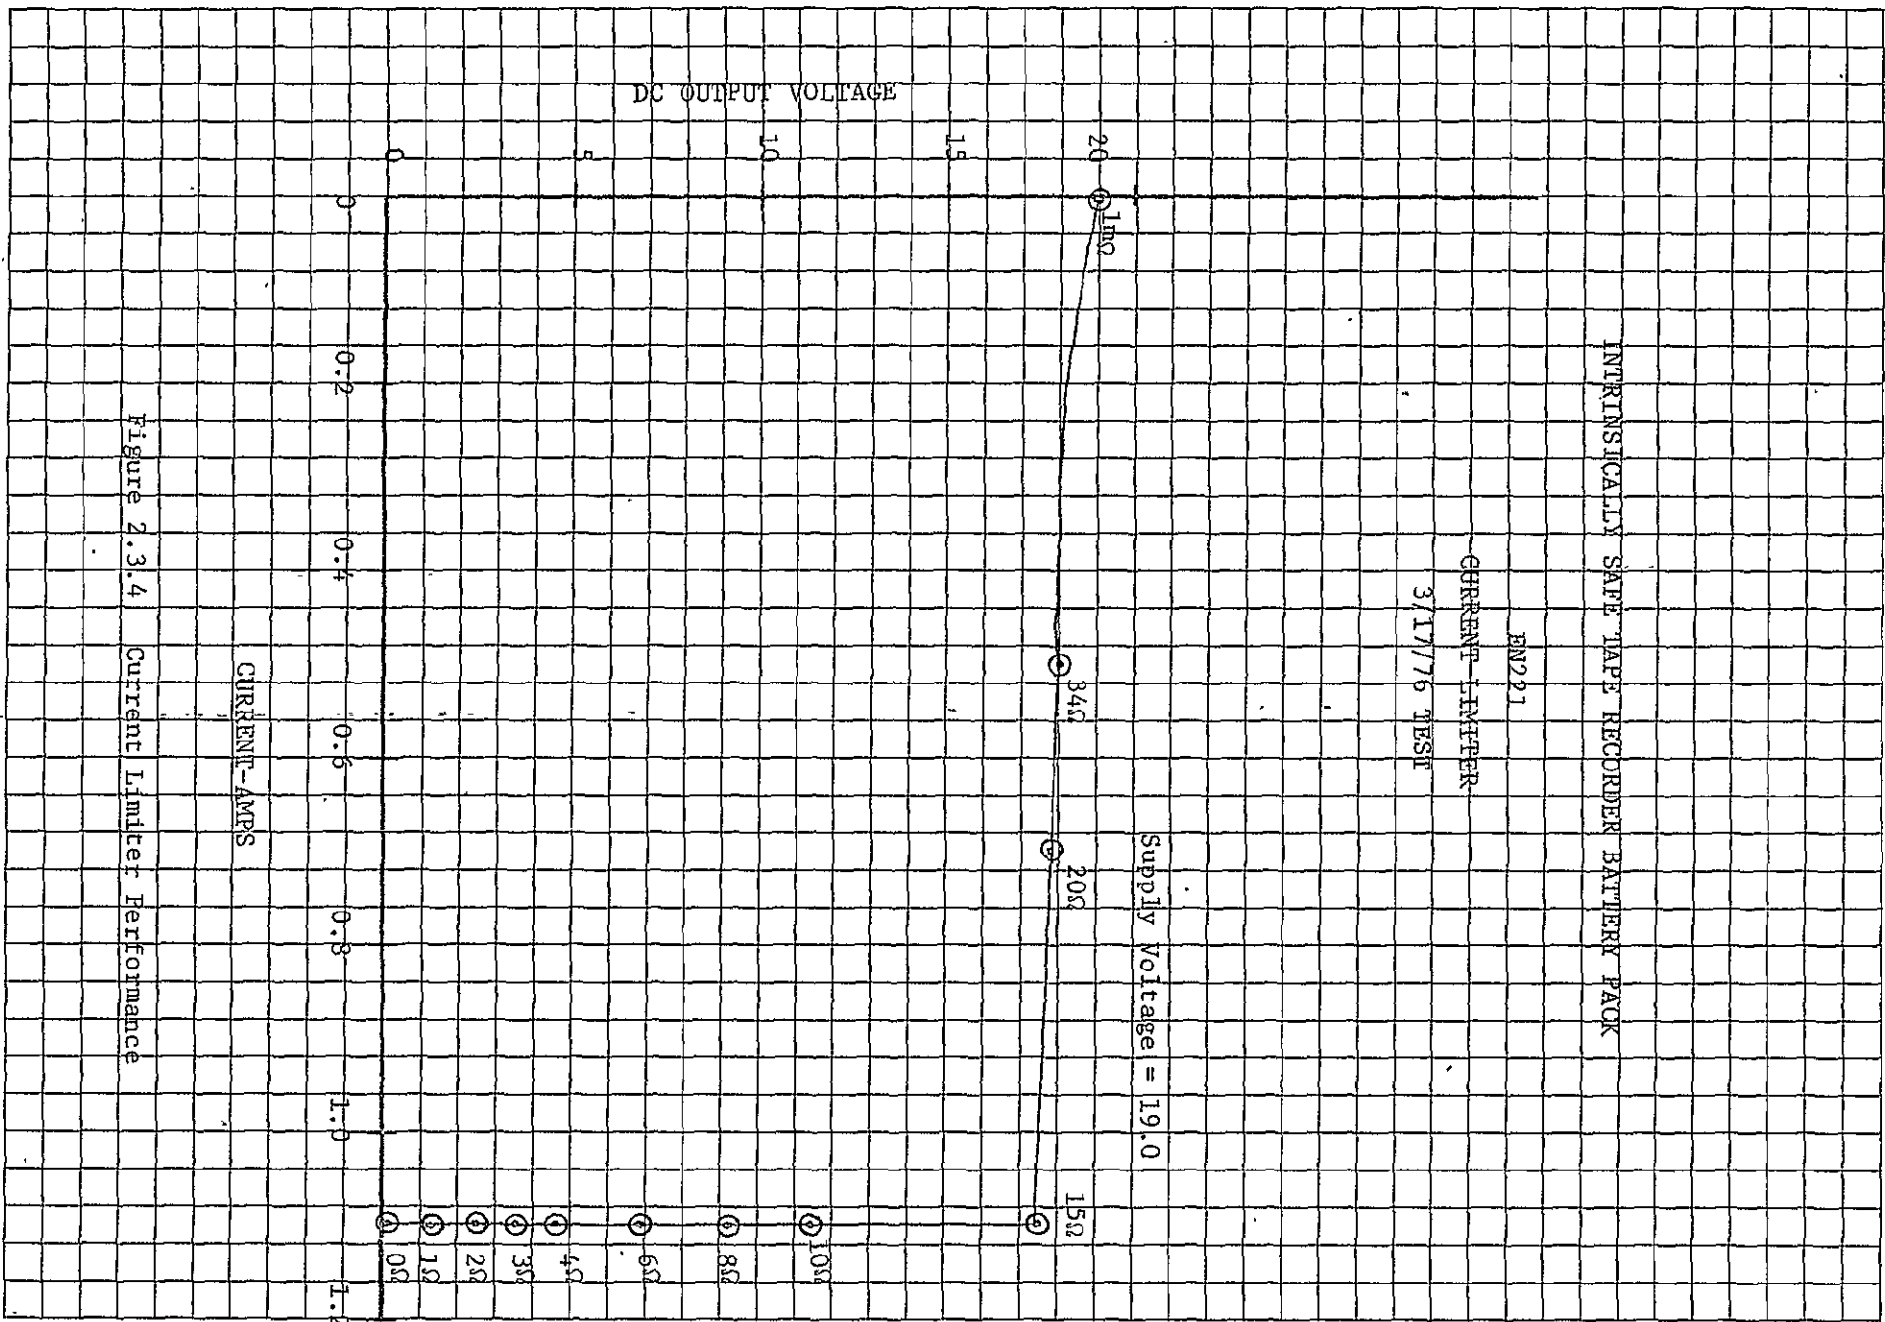 INTRINSICALLY SAFE TAPE RECORDER BATTERY PACK
EN221
CURRENT LIMITER
3/17/76 TEST
Supply Voltage = 19.0
DC OUTPUT VOLTAGE
20
15
10
5
0
1mΩ
34Ω
20Ω
15Ω
10Ω
8Ω
6Ω
4Ω
3Ω
2Ω
1Ω
0Ω
0 0.2 0.4 0.6 0.8 1.0 1.2
CURRENT-AMPS
Figure 2.3.4 Current Limiter Performance